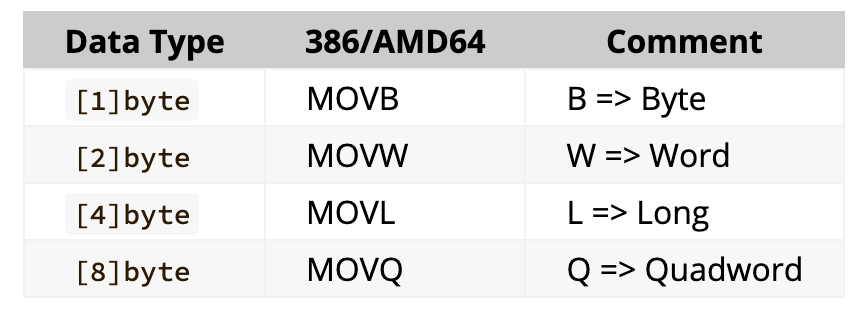 Data Type 386/AMD64 Comment
[1]byte MOVB B => Byte
[2]byte MOVW W => Word
[4]byte MOVL L => Long
[8]byte MOVQ Q => Quadword